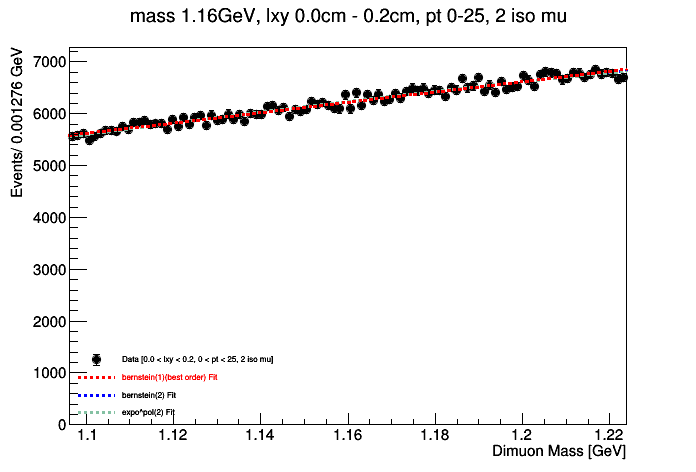 mass 1.16GeV, lxy 0.0cm - 0.2cm, pt 0-25, 2 iso mu
Events/ 0.001276 GeV
7000
6000
5000
4000
3000
2000
1000
0
Data [0.0 < lxy < 0.2, 0 < pt < 25, 2 iso mu]
bernstein(1)(best order) Fit
bernstein(2) Fit
expo^pol(2) Fit
1.1 1.12 1.14 1.16 1.18 1.2 1.22
Dimuon Mass [GeV]